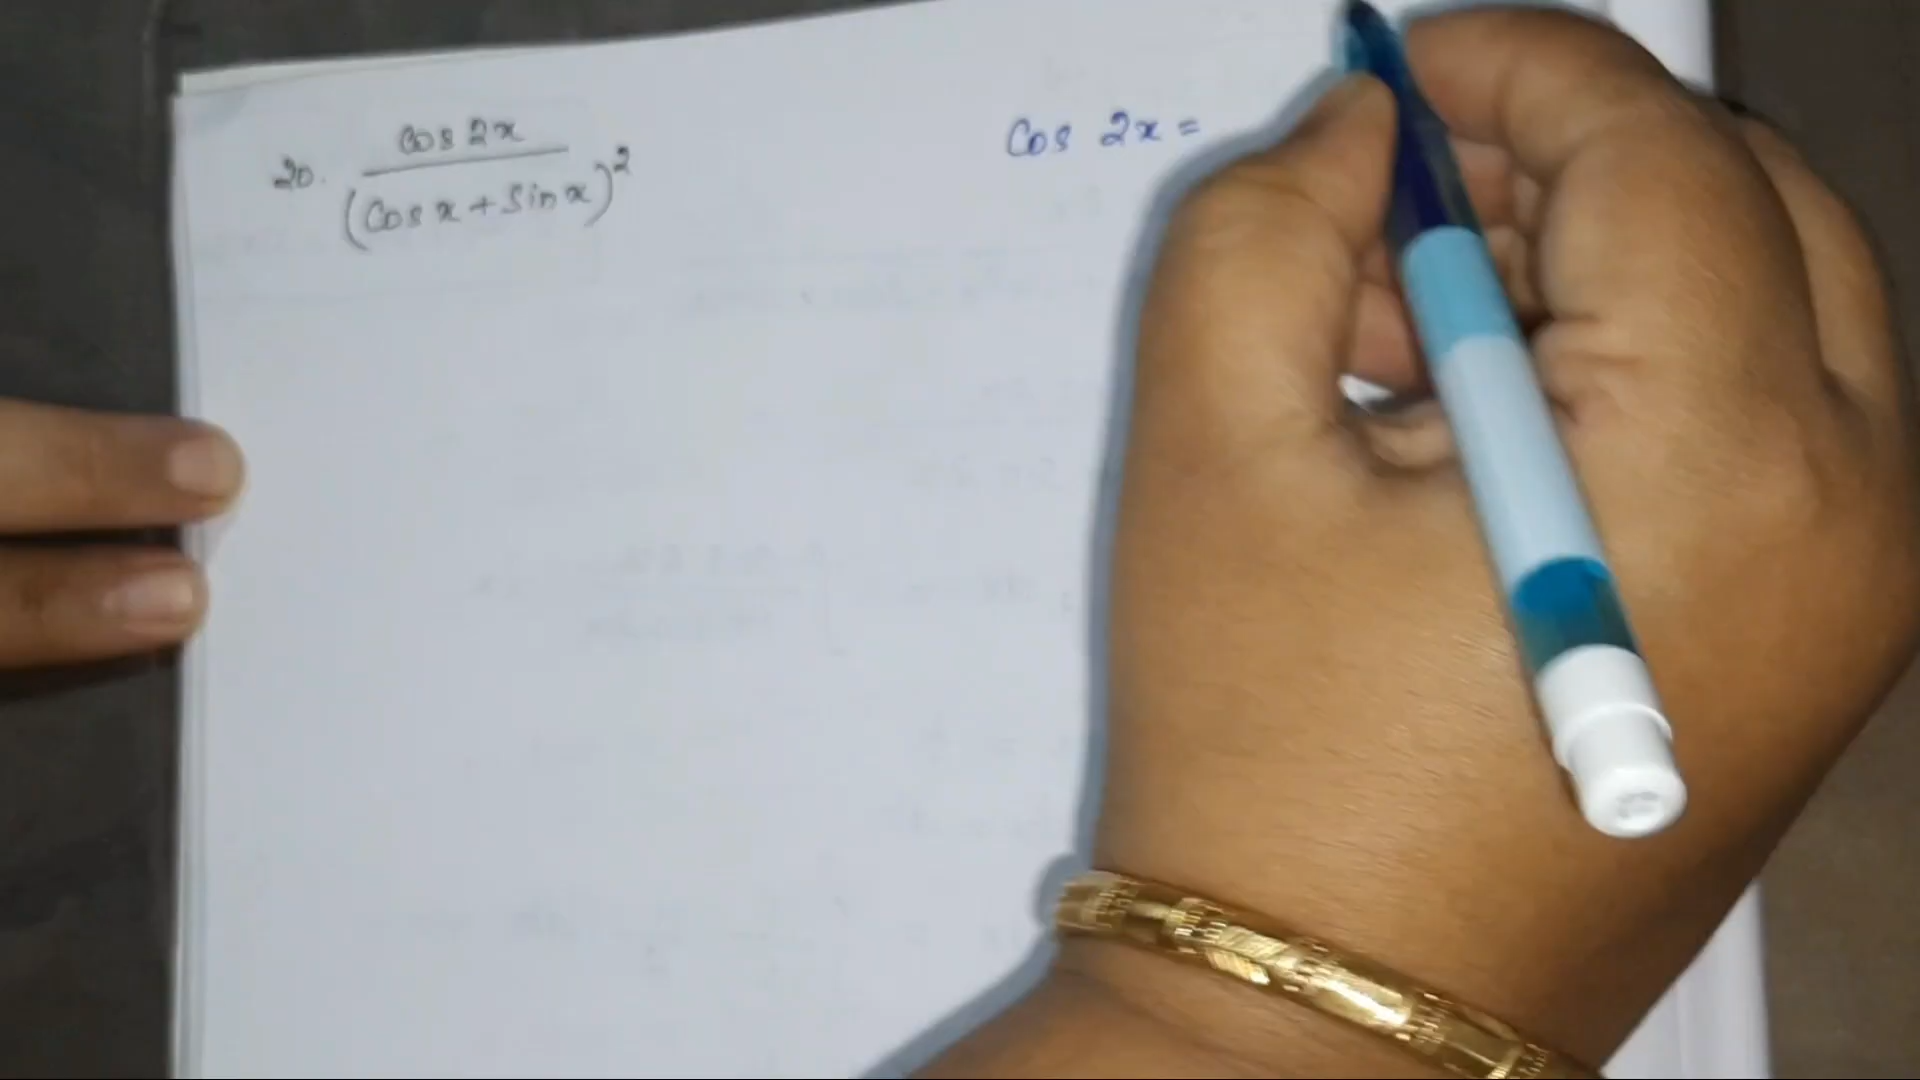 20. cos 2x
(cos x + sin x)²
cos 2x =